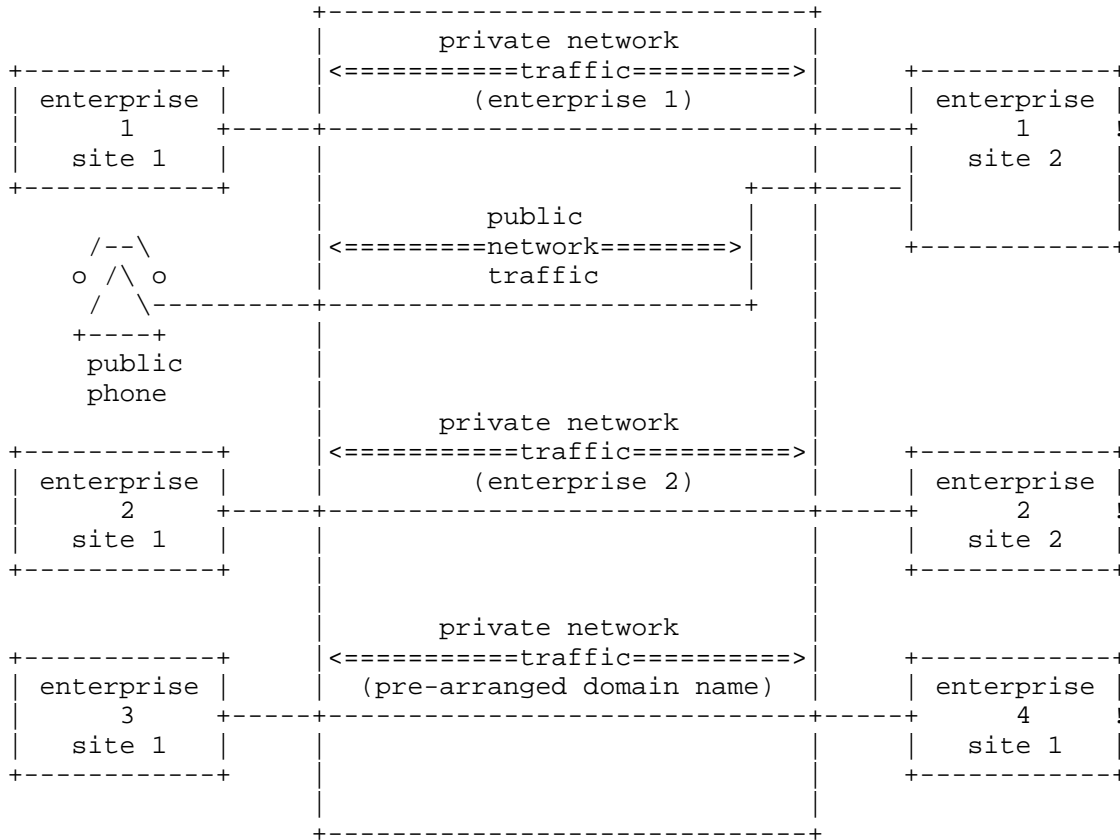 private network
traffic
(enterprise 1)
enterprise
1
site 1
enterprise
1
site 2
public
network
traffic
public
phone
private network
traffic
(enterprise 2)
enterprise
2
site 1
enterprise
2
site 2
private network
traffic
(pre-arranged domain name)
enterprise
3
site 1
enterprise
4
site 1